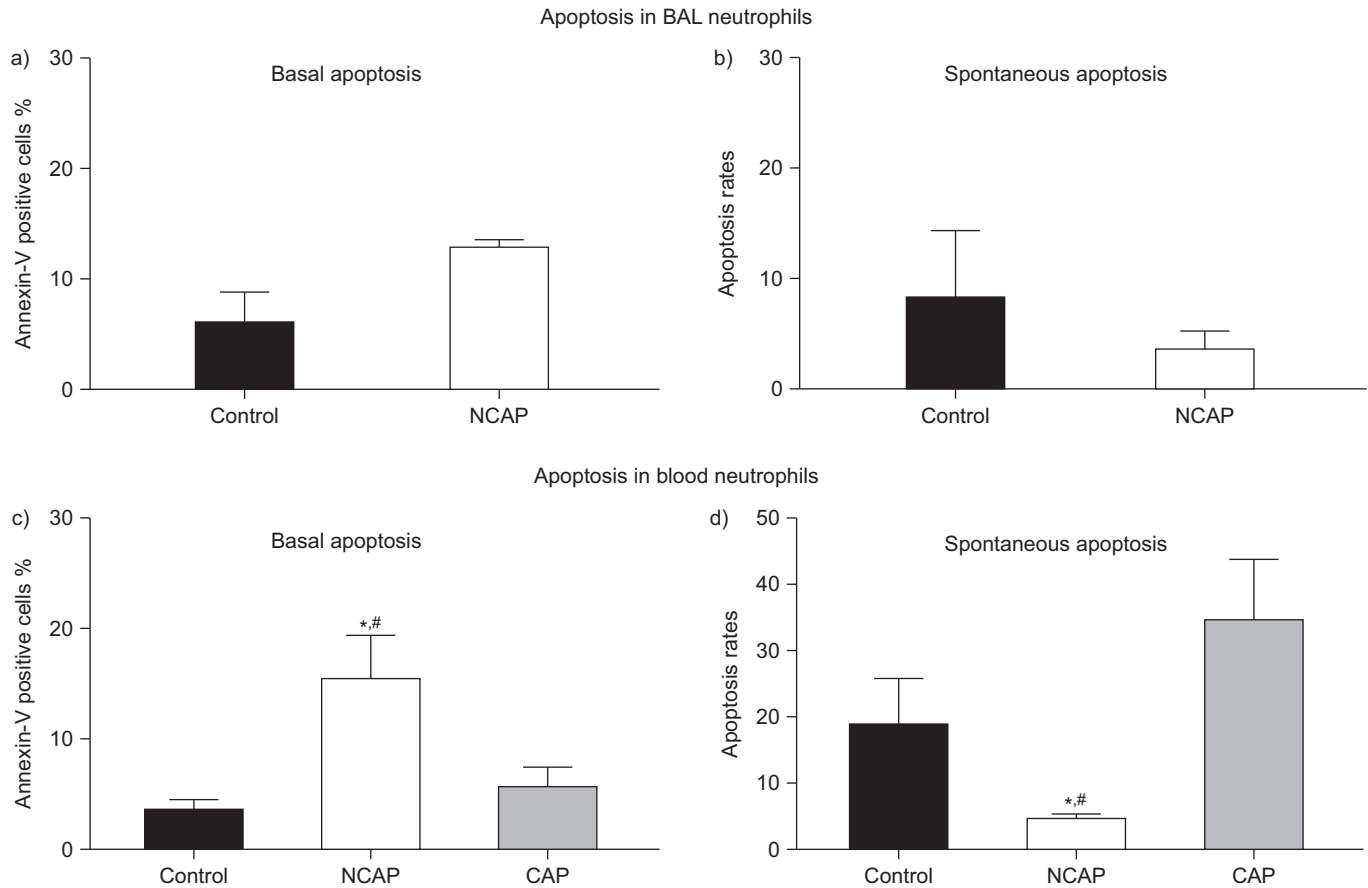 Apoptosis in BAL neutrophils
a)
Basal apoptosis
Annexin-V positive cells %
30
20
10
0
Control
NCAP
b)
Spontaneous apoptosis
Apoptosis rates
30
20
10
0
Control
NCAP
Apoptosis in blood neutrophils
c)
Basal apoptosis
Annexin-V positive cells %
30
20
10
0
*,#
Control
NCAP
CAP
d)
Spontaneous apoptosis
Apoptosis rates
50
40
30
20
10
0
*,#
Control
NCAP
CAP